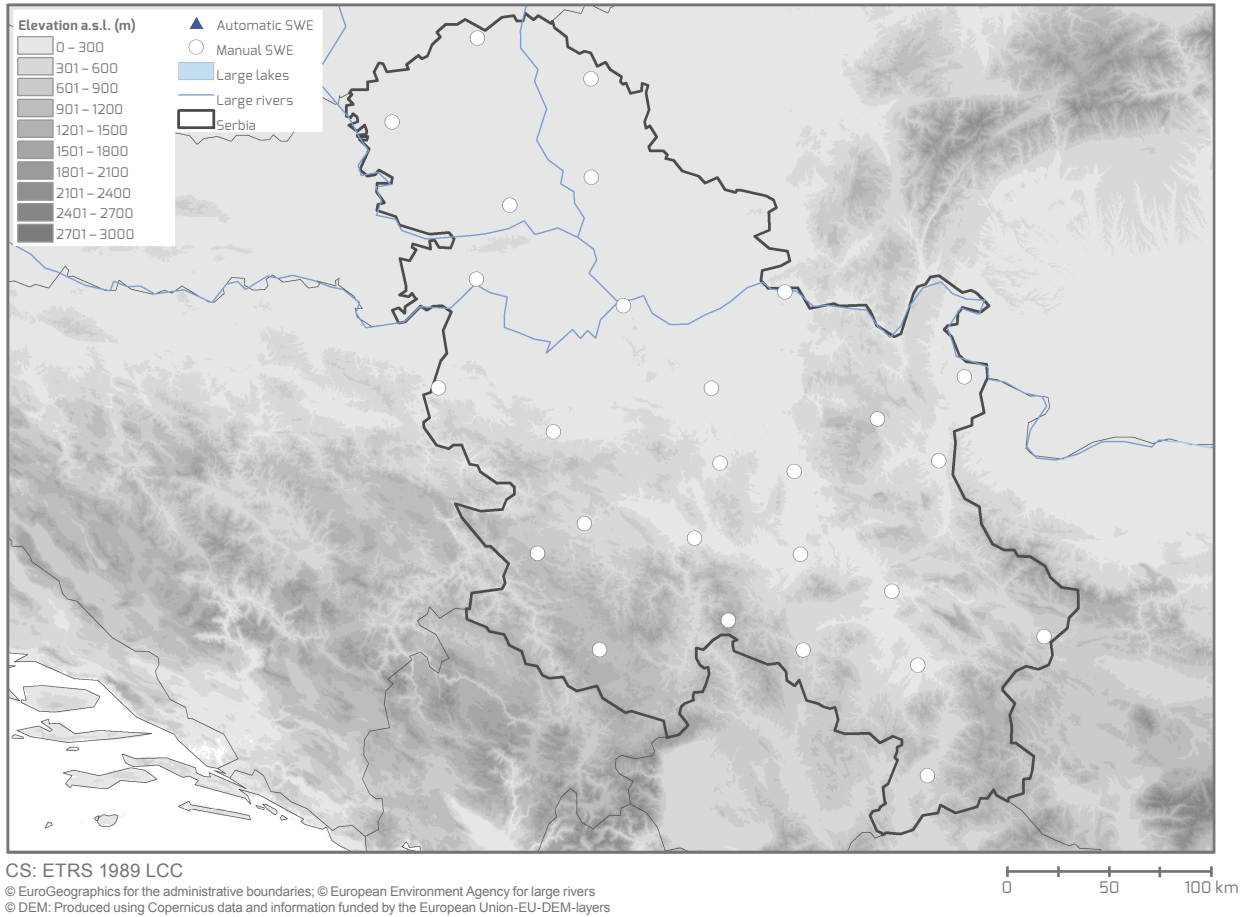 Elevation a.s.l. (m)
0 – 300
301 – 600
601 – 900
901 – 1200
1201 – 1500
1501 – 1800
1801 – 2100
2101 – 2400
2401 – 2700
2701 – 3000
Automatic SWE
Manual SWE
Large lakes
Large rivers
Serbia
CS: ETRS 1989 LCC
© EuroGeographics for the administrative boundaries; © European Environment Agency for large rivers
© DEM: Produced using Copernicus data and information funded by the European Union-EU-DEM-layers
0 50 100 km